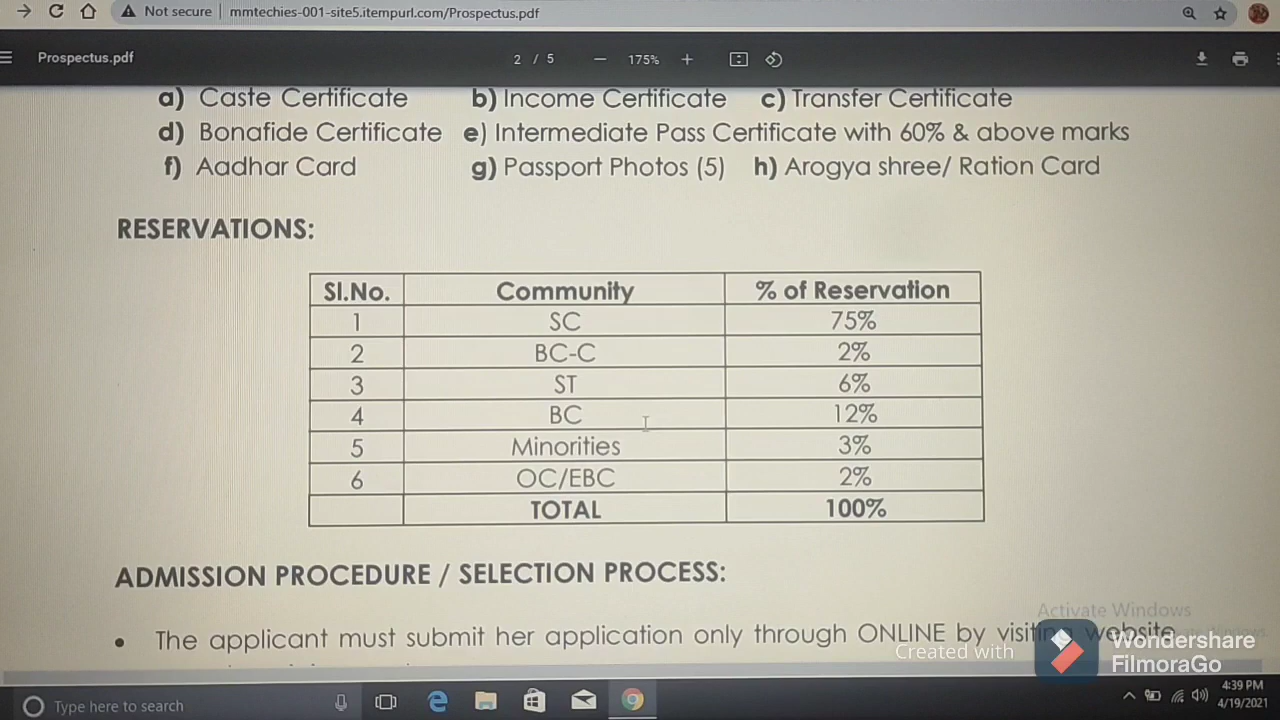 Not secure | mmtechies-001-site5.itempurl.com/Prospectus.pdf
Prospectus.pdf 2 / 5 — 175% +
a) Caste Certificate b) Income Certificate c) Transfer Certificate
d) Bonafide Certificate e) Intermediate Pass Certificate with 60% & above marks
f) Aadhar Card g) Passport Photos (5) h) Arogya shree/ Ration Card
RESERVATIONS:
Sl.No. Community % of Reservation
1 SC 75%
2 BC-C 2%
3 ST 6%
4 BC 12%
5 Minorities 3%
6 OC/EBC 2%
TOTAL 100%
ADMISSION PROCEDURE / SELECTION PROCESS:
Activate Windows
• The applicant must submit her application only through ONLINE by visiting website
Created with Wondershare
FilmoraGo
Type here to search
4:39 PM
4/19/2021